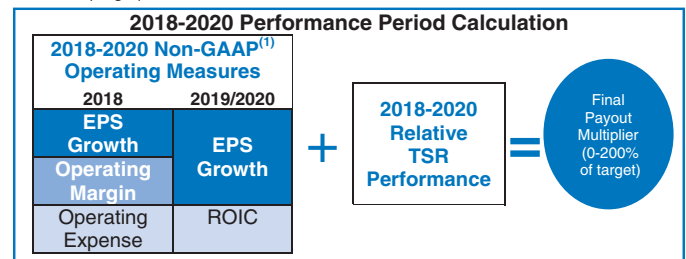 2018-2020 Performance Period Calculation
2018-2020 Non-GAAP(1)
Operating Measures
2018 2019/2020
EPS
Growth
Operating
Margin
Operating
Expense
EPS
Growth
ROIC
+
2018-2020
Relative
TSR
Performance
=
Final
Payout
Multiplier
(0-200%
of target)